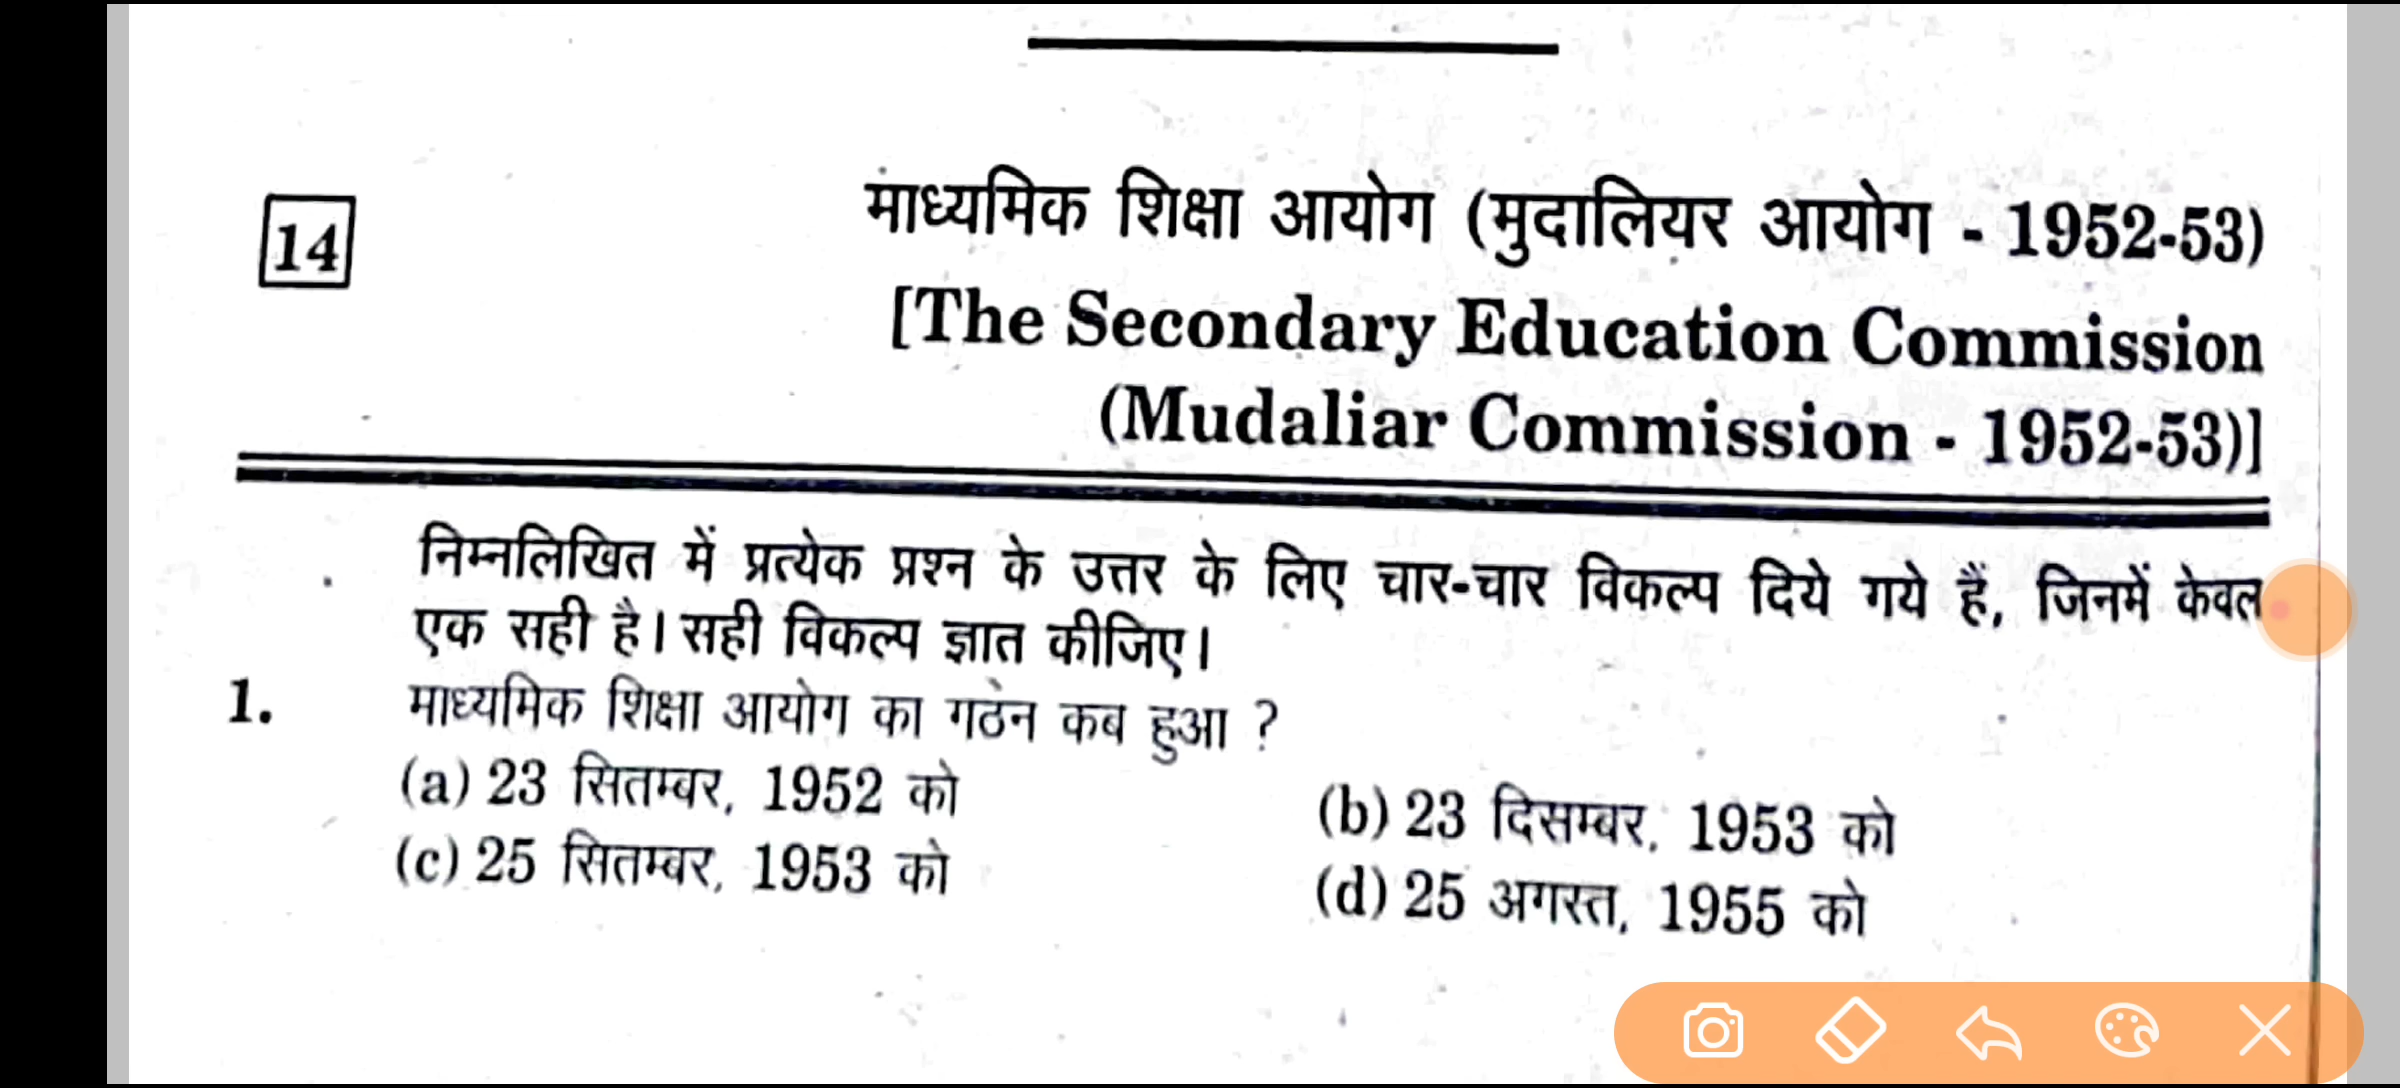 14
माध्यमिक शिक्षा आयोग (मुदालियर आयोग - 1952-53)
[The Secondary Education Commission
(Mudaliar Commission - 1952-53)]
निम्नलिखित में प्रत्येक प्रश्न के उत्तर के लिए चार-चार विकल्प दिये गये हैं, जिनमें केवल
एक सही है। सही विकल्प ज्ञात कीजिए।
1. माध्यमिक शिक्षा आयोग का गठन कब हुआ ?
(a) 23 सितम्बर, 1952 को (b) 23 दिसम्बर, 1953 को
(c) 25 सितम्बर, 1953 को (d) 25 अगस्त, 1955 को